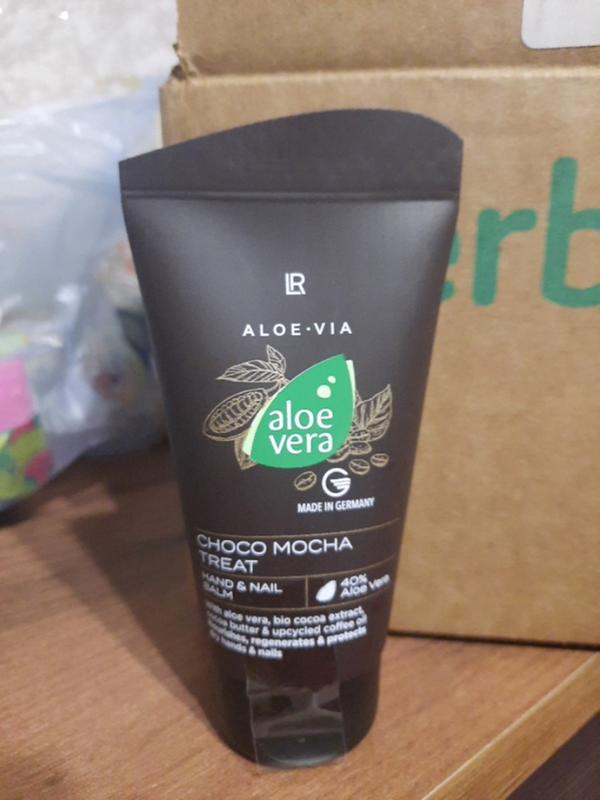 LR
ALOE·VIA
aloe
vera
MADE IN GERMANY
CHOCO MOCHA
TREAT
HAND & NAIL
BALM
40%
Aloe Vera
With aloe vera, bio cocoa extract,
cocoa butter & upcycled coffee oil
nourishes, regenerates & protects
dry hands & nails
erb